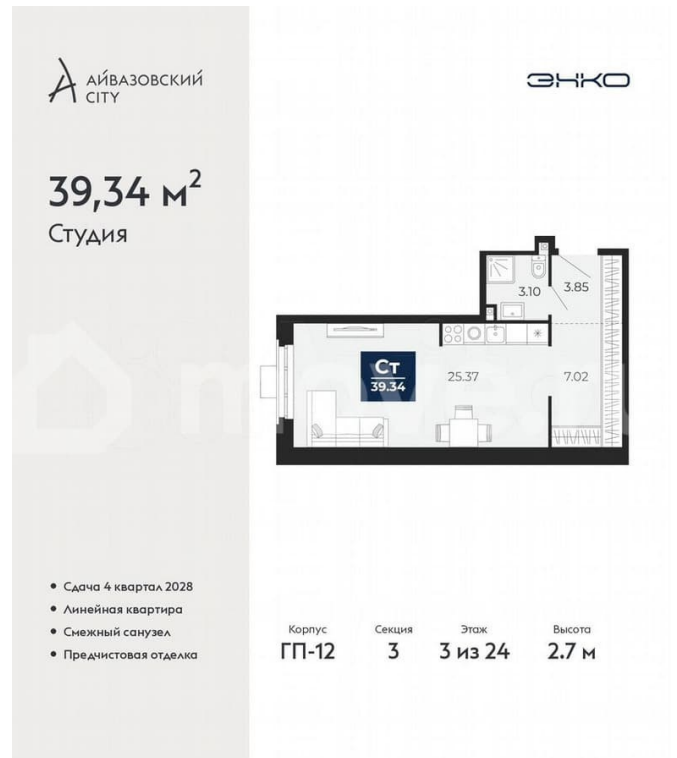 АЙВАЗОВСКИЙ
CITY
ЭНКО
39,34 м²
Студия
3.10
3.85
Ст
39.34
25.37
7.02
• Сдача 4 квартал 2028
• Линейная квартира
• Смежный санузел
• Предчистовая отделка
Корпус Секция Этаж Высота
ГП-12 3 3 из 24 2.7 м